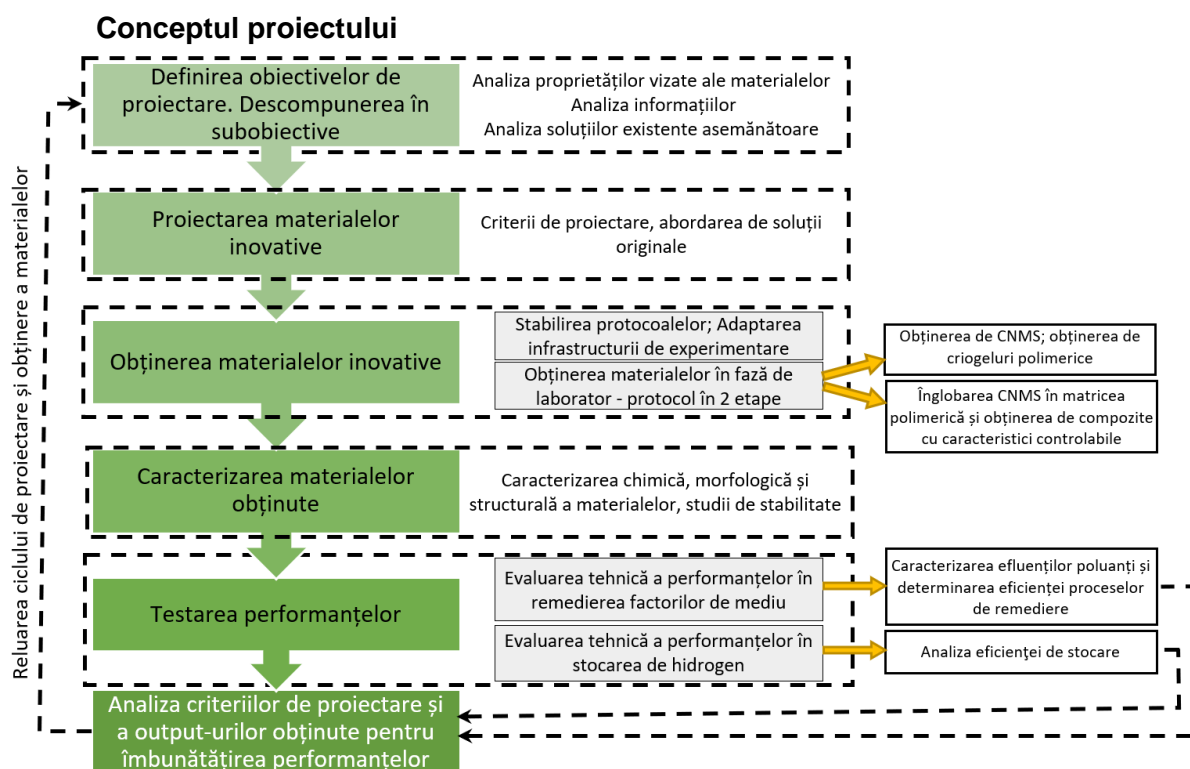 Conceptul proiectului
Definirea obiectivelor de
proiectare. Descompunerea în
subobiective
Analiza proprietăților vizate ale materialelor
Analiza informațiilor
Analiza soluțiilor existente asemănătoare
Proiectarea materialelor
inovative
Criterii de proiectare, abordarea de soluții
originale
Obținerea materialelor inovative
Stabilirea protocoalelor; Adaptarea
infrastructurii de experimentare
Obținerea materialelor în fază de
laborator - protocol în 2 etape
Obținerea de CNMS; obținerea de
criogeluri polimerice
Înglobarea CNMS în matricea
polimerică și obținerea de compozite
cu caracteristici controlabile
Caracterizarea materialelor
obținute
Caracterizarea chimică, morfologică și
structurală a materialelor, studii de stabilitate
Testarea performanțelor
Evaluarea tehnică a performanțelor în
remedierea factorilor de mediu
Caracterizarea efluenților poluanți și
determinarea eficienței proceselor
de remediere
Evaluarea tehnică a performanțelor în
stocarea de hidrogen
Analiza eficienţei de stocare
Analiza criteriilor de proiectare și
a output-urilor obținute pentru
îmbunătățirea performanțelor
Reluarea ciclului de proiectare și obținere a materialelor